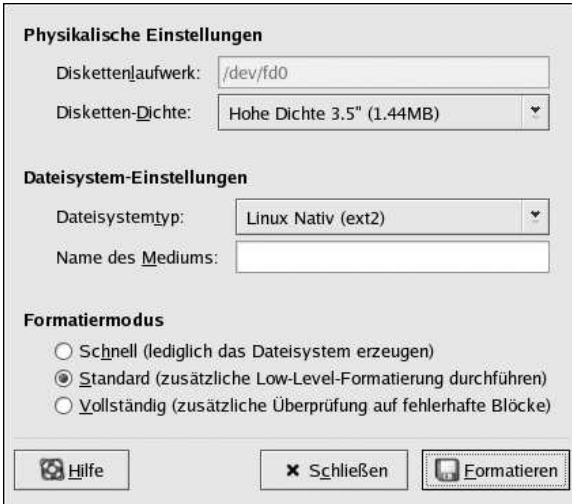 Physikalische Einstellungen
Diskettenlaufwerk: /dev/fd0
Disketten-Dichte: Hohe Dichte 3.5" (1.44MB)
Dateisystem-Einstellungen
Dateisystemtyp: Linux Nativ (ext2)
Name des Mediums:
Formatiermodus
Schnell (lediglich das Dateisystem erzeugen)
Standard (zusätzliche Low-Level-Formatierung durchführen)
Vollständig (zusätzliche Überprüfung auf fehlerhafte Blöcke)
Hilfe Schließen Formatieren